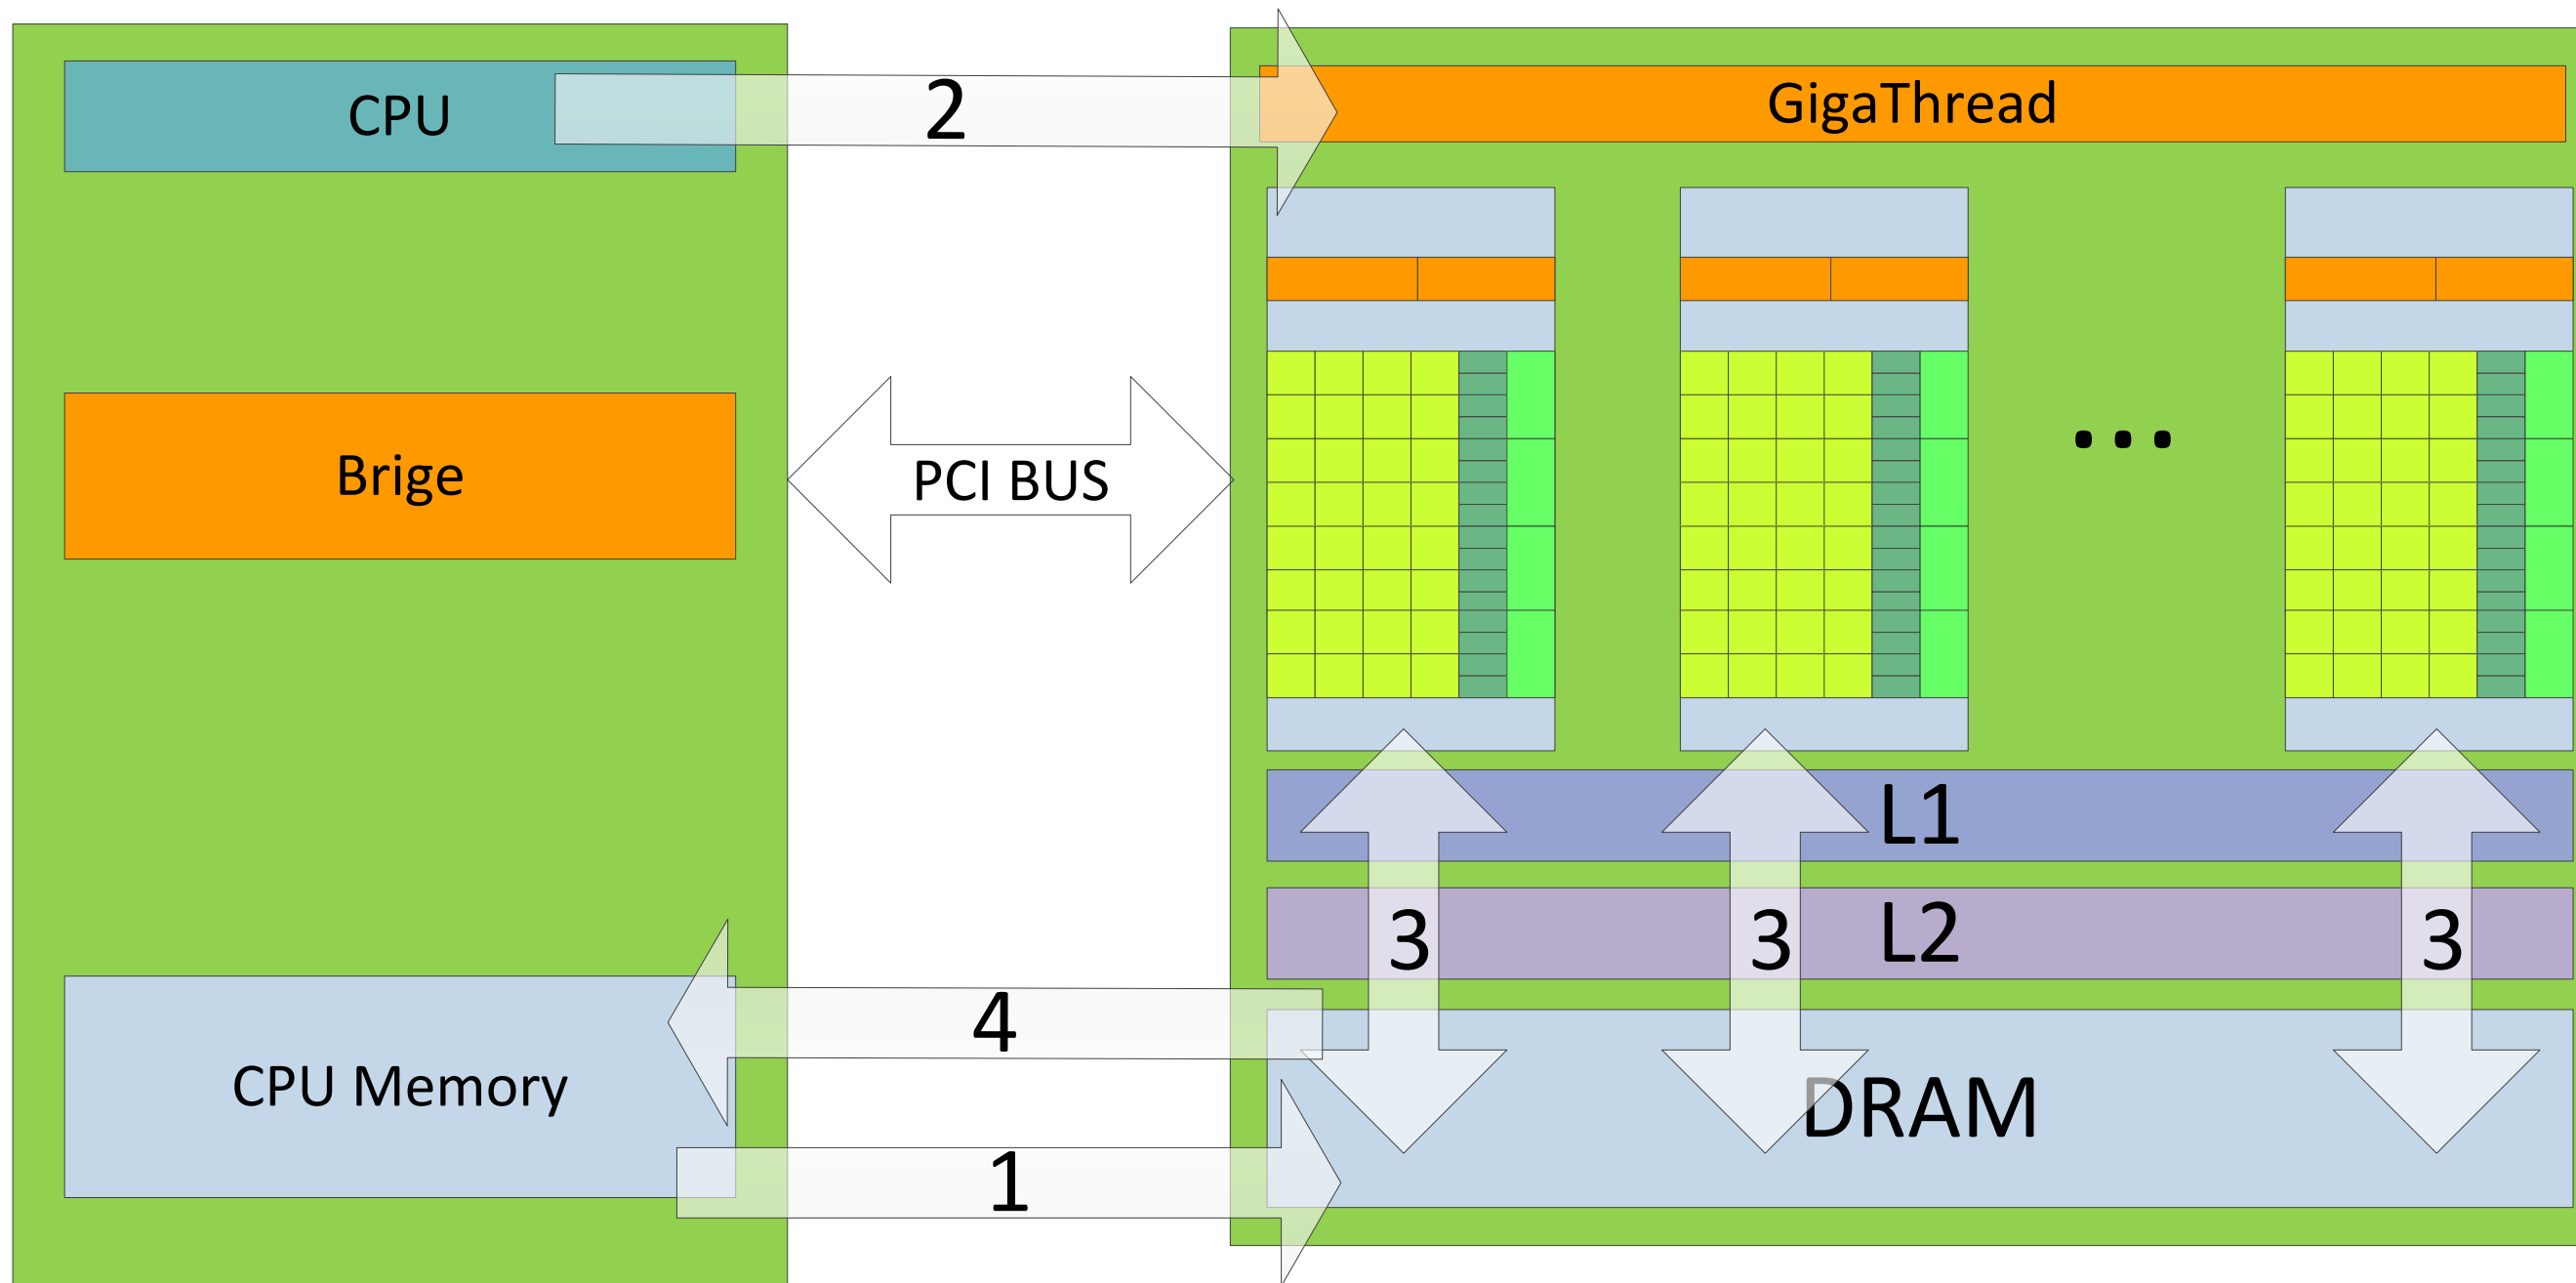 CPU
2
GigaThread
Brige
PCI BUS
...
L1
L2
3
3
3
4
CPU Memory
DRAM
1